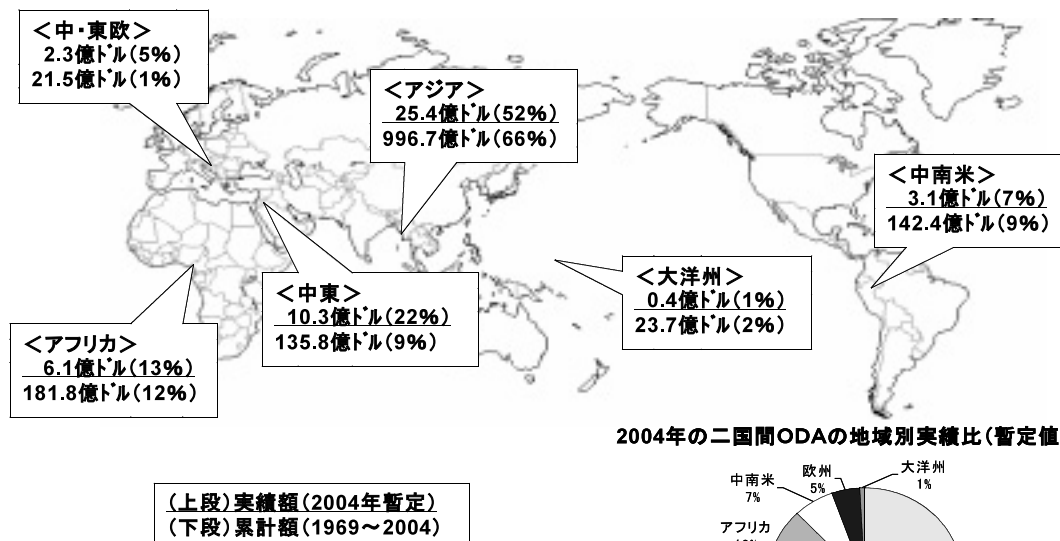 ＜中・東欧＞
2.3億ドル(5%)
21.5億ドル(1%)
＜アジア＞
25.4億ドル(52%)
996.7億ドル(66%)
＜中南米＞
3.1億ドル(7%)
142.4億ドル(9%)
＜大洋州＞
0.4億ドル(1%)
23.7億ドル(2%)
＜中東＞
10.3億ドル(22%)
135.8億ドル(9%)
＜アフリカ＞
6.1億ドル(13%)
181.8億ドル(12%)
2004年の二国間ODAの地域別実績比(暫定値
(上段)実績額(2004年暫定)
(下段)累計額(1969～2004)
大洋州
1%
欧州
5%
中南米
7%
アフリカ